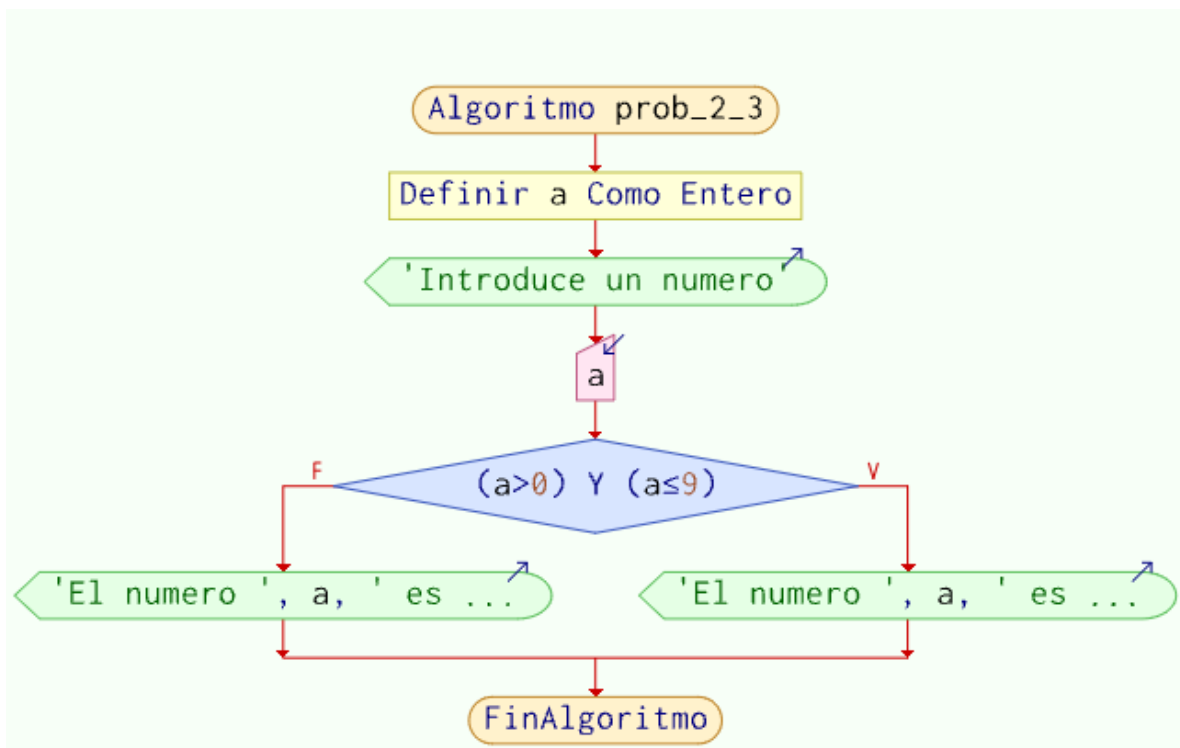 Algoritmo prob_2_3
Definir a Como Entero
'Introduce un numero'
a
F
(a>0) Y (a≤9)
V
'El numero ', a, ' es ...
'El numero ', a, ' es ...
FinAlgoritmo